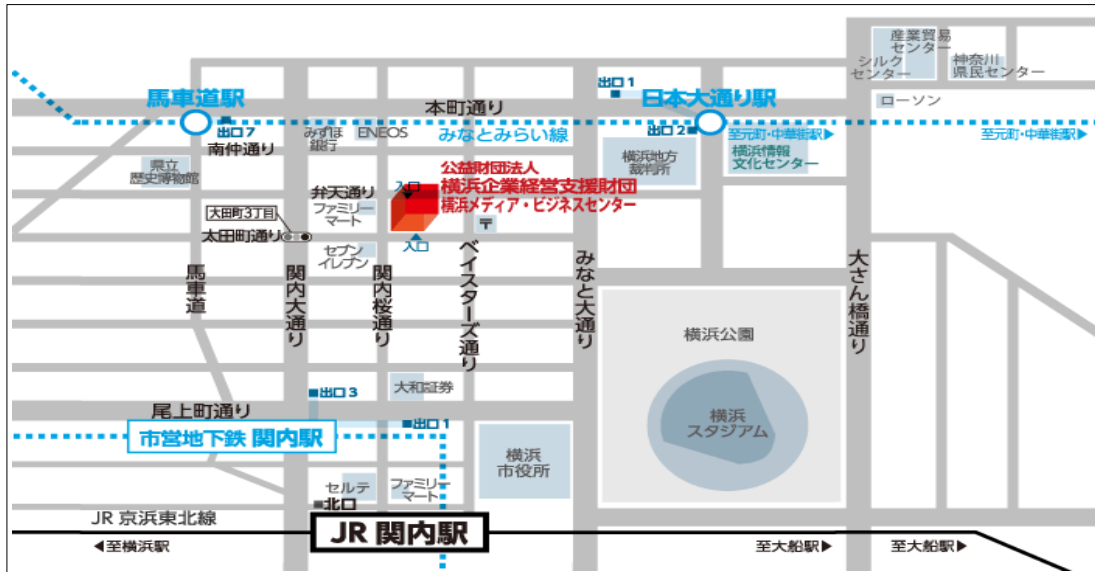 産業貿易
センター
シルク
センター
神奈川
県民センター
ローソン
馬車道駅
出口7
本町通り
出口1
日本大通り駅
出口2
みずほ
銀行
ENEOS
みなとみらい線
至元町・中華街駅▶
至元町・中華街駅▶
南仲通り
県立
歴史博物館
横浜地方
裁判所
横浜情報
文化センター
公益財団法人
横浜企業経営支援財団
横浜メディア・ビジネスセンター
入口
弁天通り
ファミリー
マート
大田町3丁目
太田町通り
〒
入口
セブン
イレブン
馬車道
関内大通り
関内桜通り
ベイスターズ通り
みなと大通り
大さん橋通り
横浜公園
横浜
スタジアム
出口3
大和証券
尾上町通り
出口1
市営地下鉄 関内駅
横浜
市役所
セルテ
ファミリー
マート
北口
JR 京浜東北線
JR 関内駅
◀至横浜駅
至大船駅▶
至大船駅▶